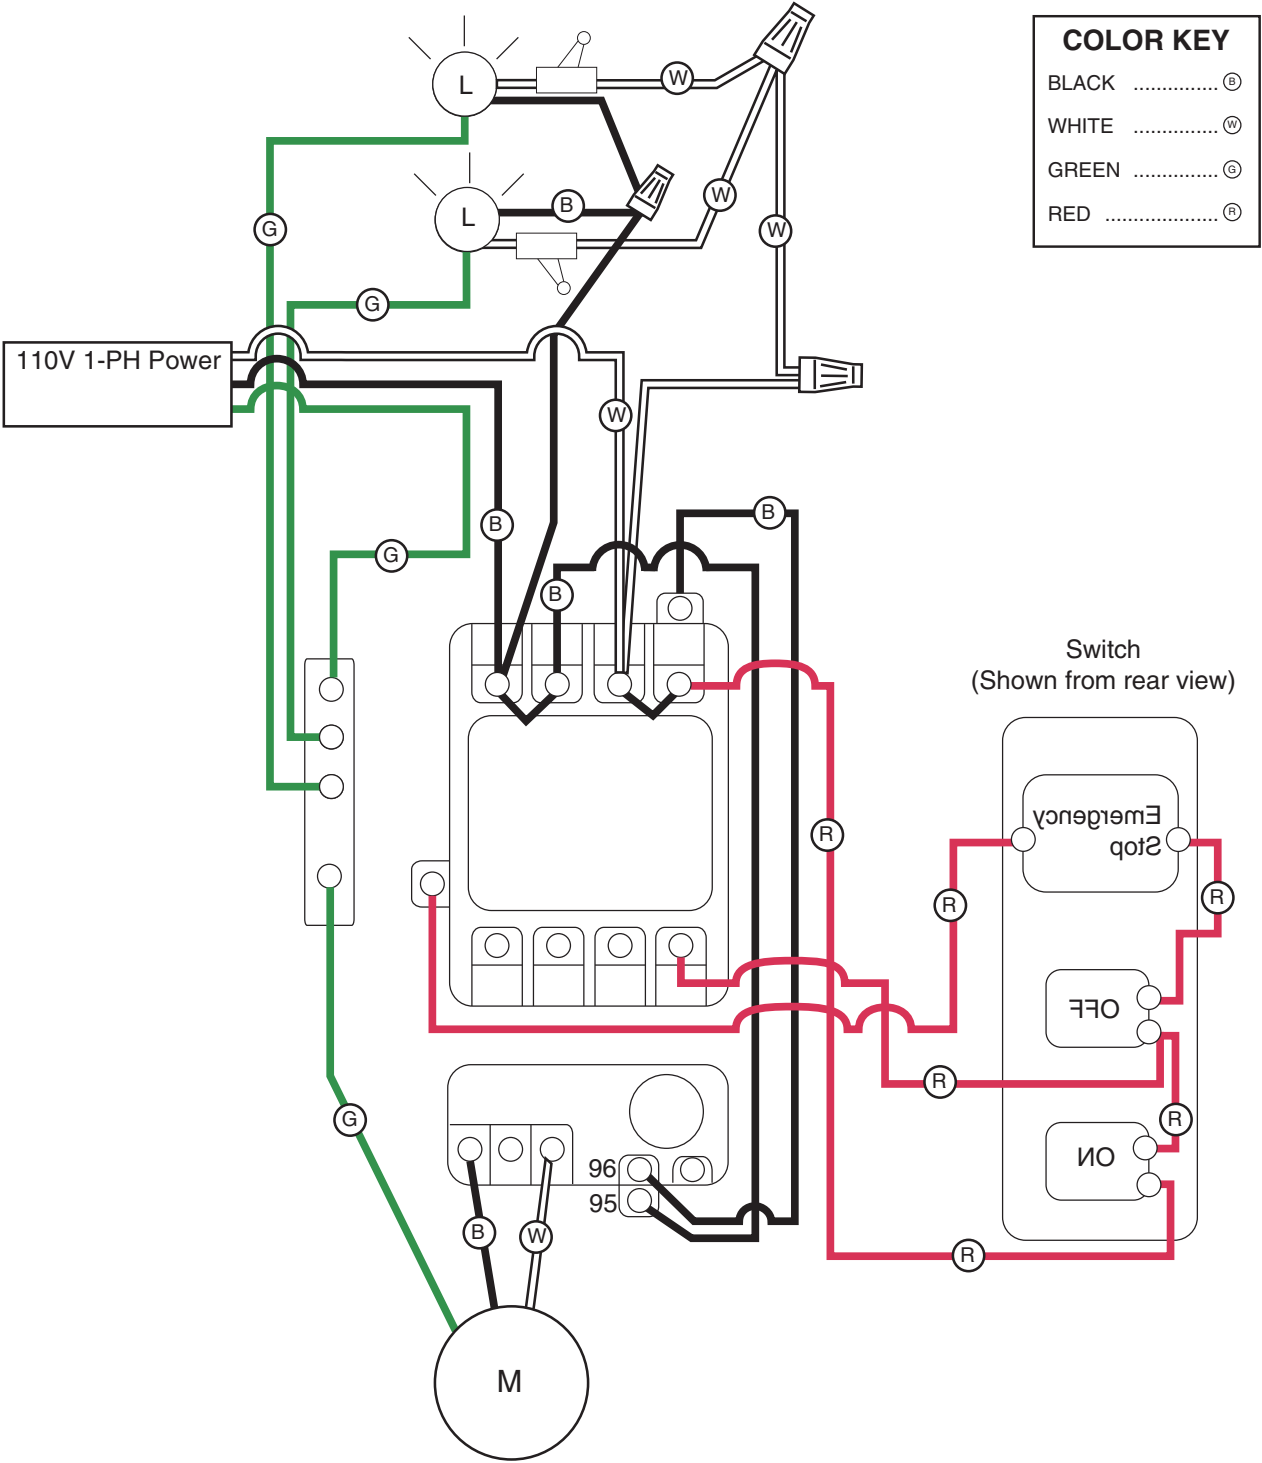 COLOR KEY
BLACK ............... B
WHITE ............... W
GREEN ............... G
RED .................... R
L
W
L
B
W
W
G
G
110V 1-PH Power
W
B
B
G
B
Switch
(Shown from rear view)
R
Emergency
Stop
R
R
OFF
R
G
R
ON
96
95
B
W
R
M